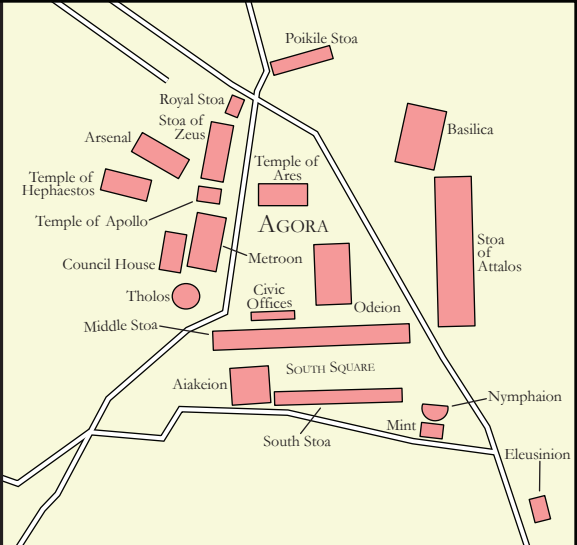 Poikile Stoa
Royal Stoa
Stoa of
Zeus
Arsenal
Basilica
Temple of
Ares
Temple of
Hephaestos
Temple of Apollo
AGORA
Stoa
of
Attalos
Council House
Metroon
Tholos
Civic
Offices
Odeion
Middle Stoa
SOUTH SQUARE
Aiakeion
Nymphaion
Mint
South Stoa
Eleusinion